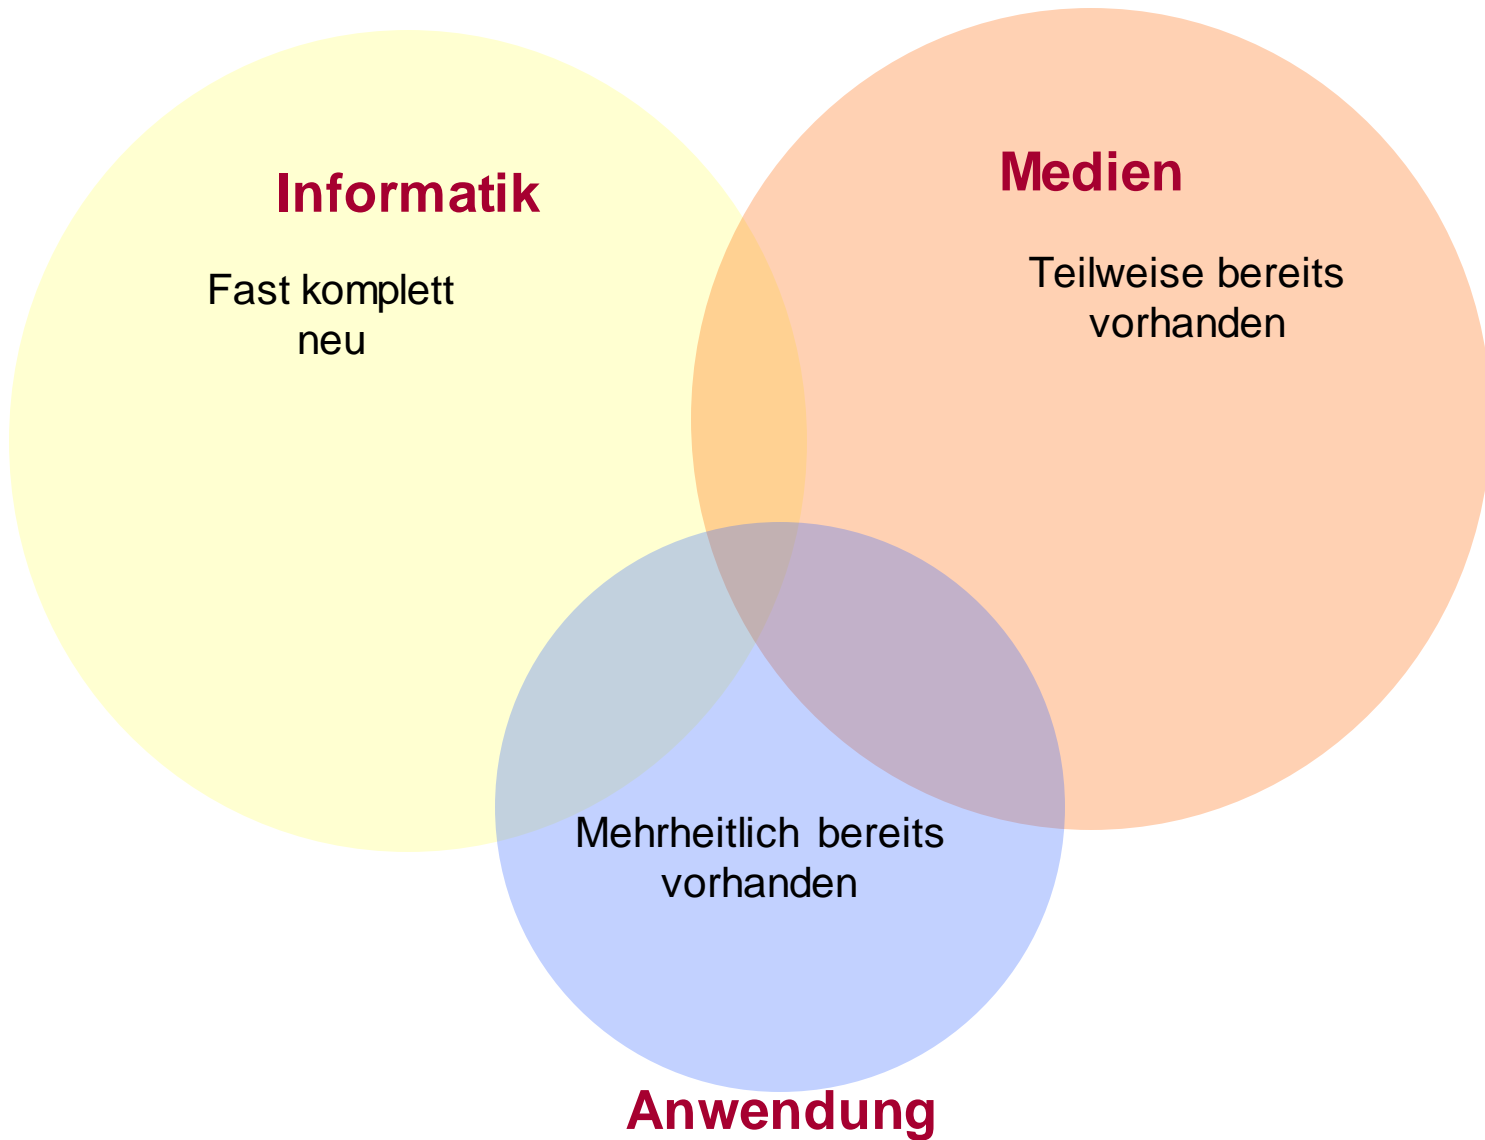 Informatik
Fast komplett
neu
Medien
Teilweise bereits
vorhanden
Mehrheitlich bereits
vorhanden
Anwendung